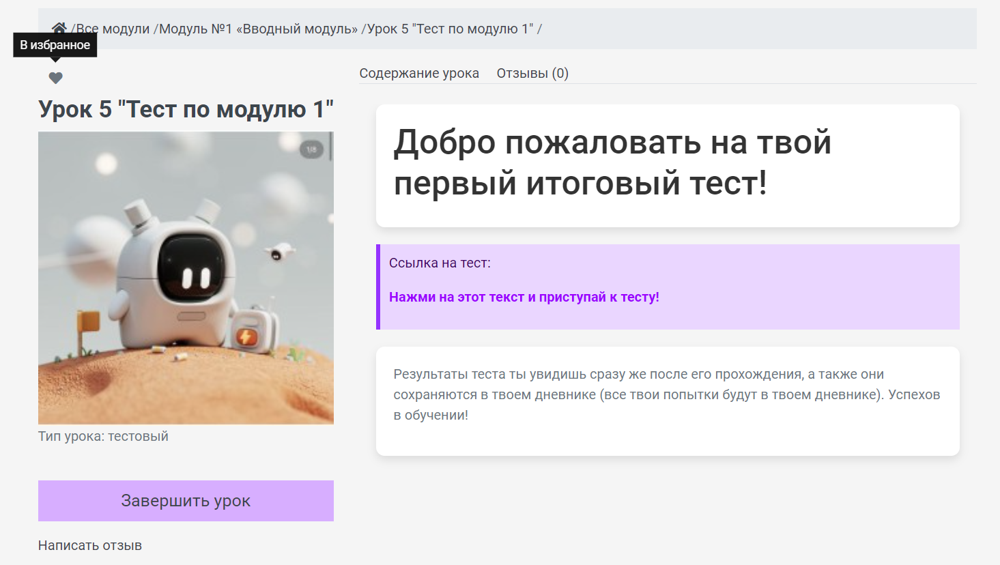 /Все модули /Модуль №1 «Вводный модуль» /Урок 5 "Тест по модулю 1" /
В избранное
Урок 5 "Тест по модулю 1"
1/8
Тип урока: тестовый
Завершить урок
Написать отзыв
Содержание урока Отзывы (0)
Добро пожаловать на твой
первый итоговый тест!
Ссылка на тест:
Нажми на этот текст и приступай к тесту!
Результаты теста ты увидишь сразу же после его прохождения, а также они
сохраняются в твоем дневнике (все твои попытки будут в твоем дневнике). Успехов
в обучении!